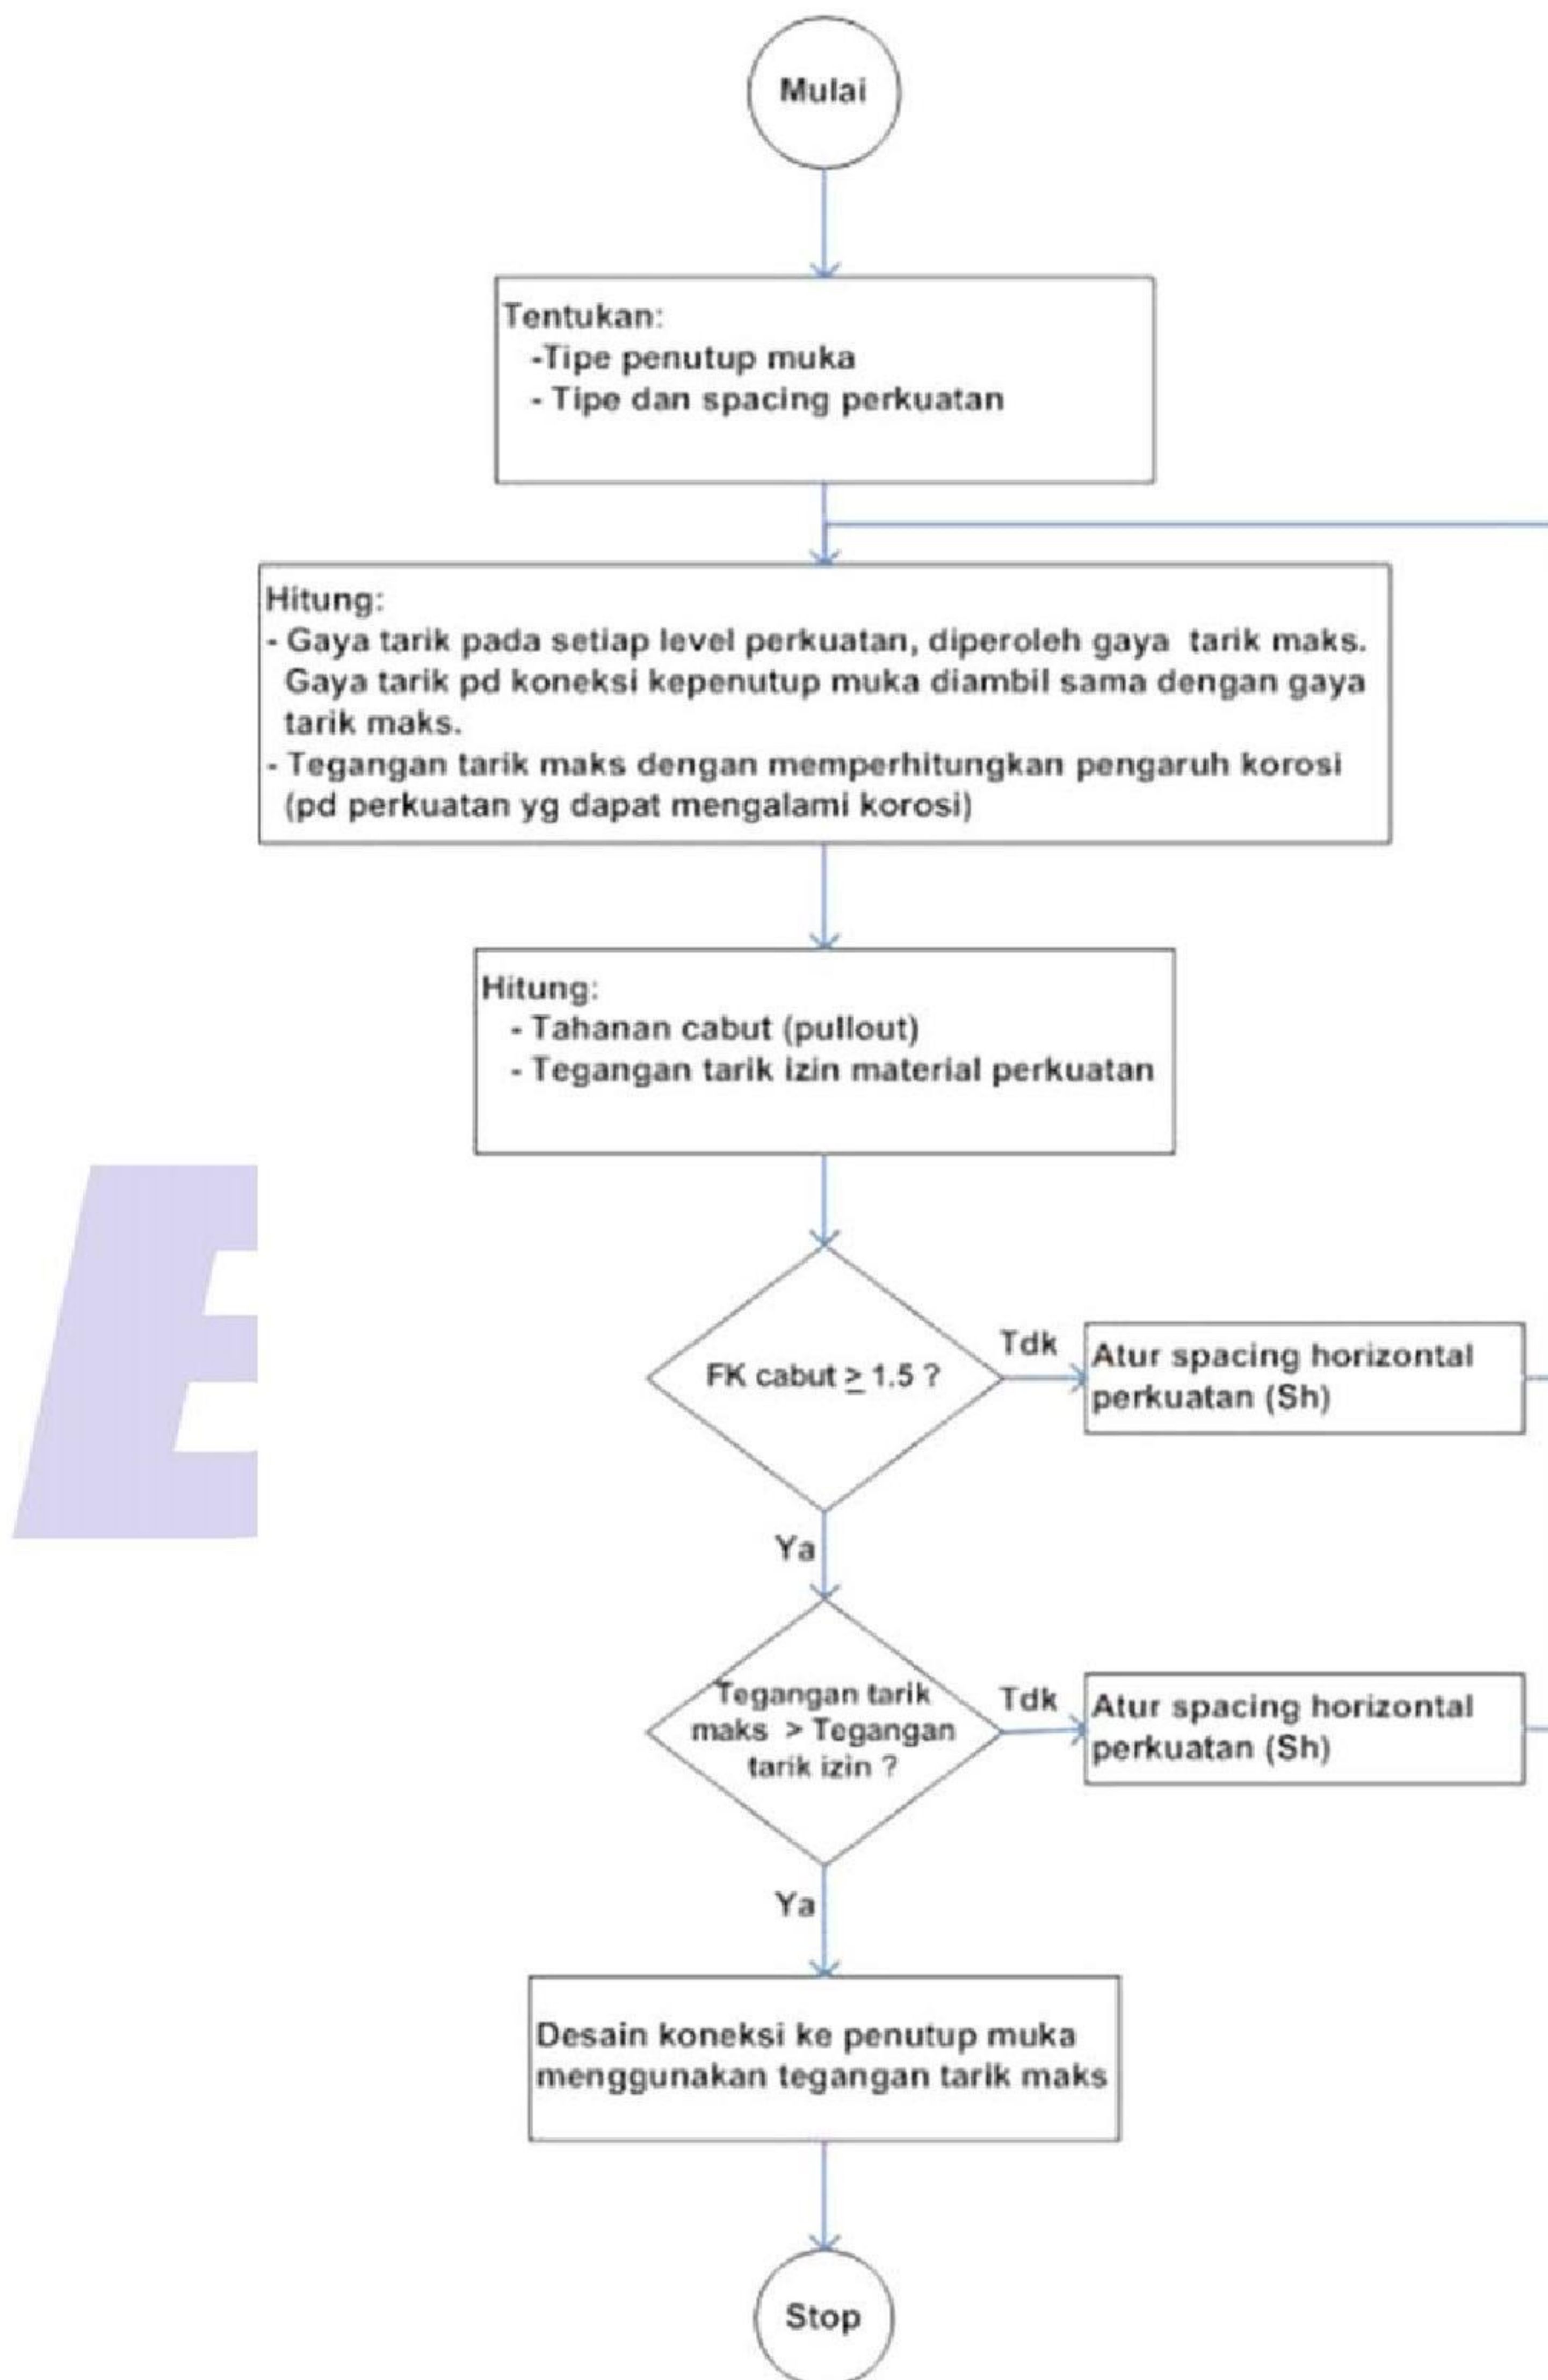 Mulai
Tentukan:
-Tipe penutup muka
- Tipe dan spacing perkuatan
Hitung:
- Gaya tarik pada setiap level perkuatan, diperoleh gaya tarik maks.
Gaya tarik pd koneksi kepenutup muka diambil sama dengan gaya
tarik maks.
- Tegangan tarik maks dengan memperhitungkan pengaruh korosi
(pd perkuatan yg dapat mengalami korosi)
Hitung:
- Tahanan cabut (pullout)
- Tegangan tarik izin material perkuatan
FK cabut ≥ 1.5 ?
Tdk
Atur spacing horizontal
perkuatan (Sh)
Ya
Tegangan tarik
maks > Tegangan
tarik izin ?
Tdk
Atur spacing horizontal
perkuatan (Sh)
Ya
Desain koneksi ke penutup muka
menggunakan tegangan tarik maks
Stop